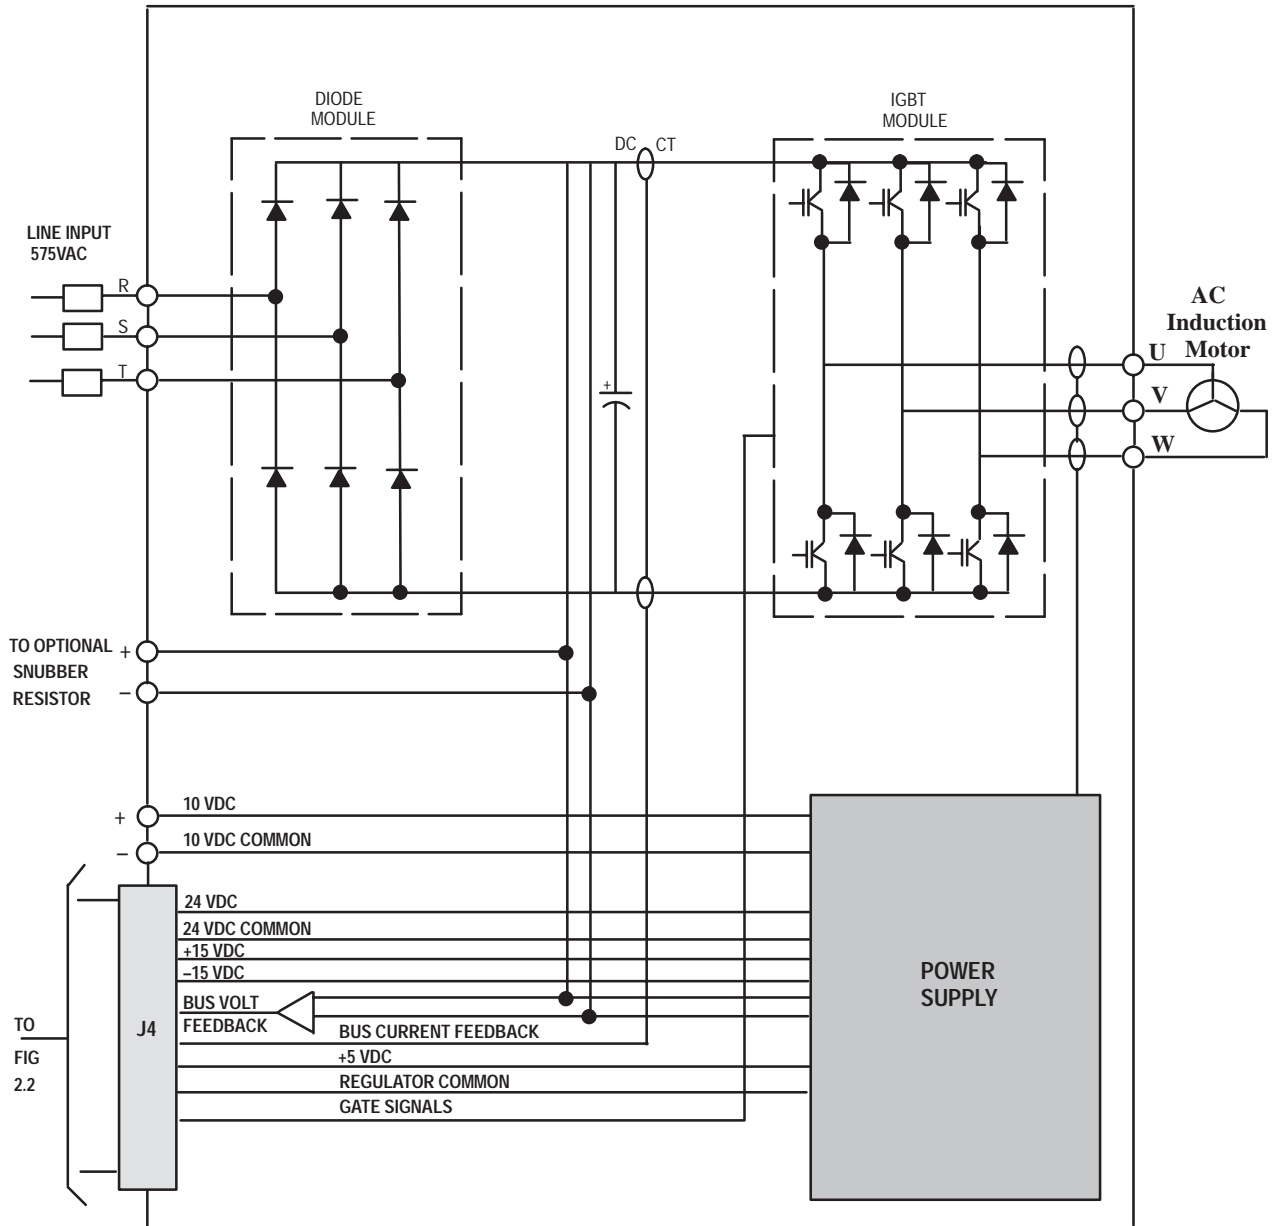 DIODE
MODULE
IGBT
MODULE
DC CT
LINE INPUT
575VAC
R
S
T
+
AC
Induction
Motor
U
V
W
TO OPTIONAL +
SNUBBER
RESISTOR –
+ 10 VDC
– 10 VDC COMMON
24 VDC
24 VDC COMMON
+15 VDC
–15 VDC
BUS VOLT
FEEDBACK
BUS CURRENT FEEDBACK
+5 VDC
REGULATOR COMMON
GATE SIGNALS
J4
TO
FIG
2.2
POWER
SUPPLY